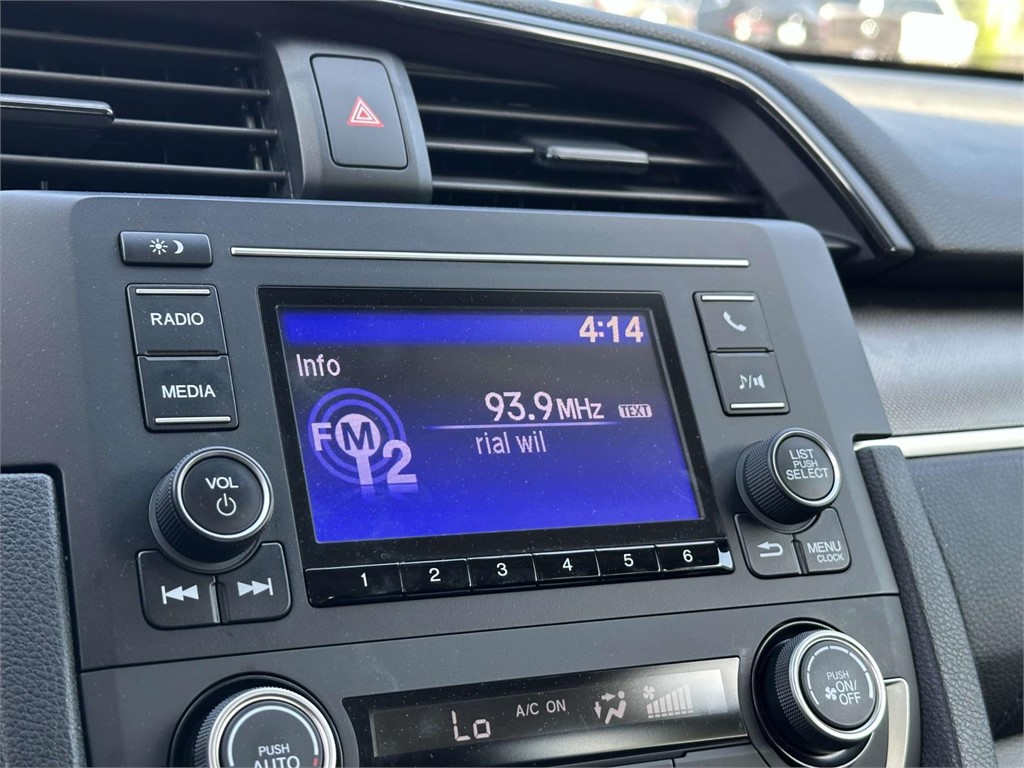 RADIO
MEDIA
4:14
Info
93.9 MHz TEXT
FM2
rial wil
VOL
LIST
PUSH
SELECT
MENU
CLOCK
1 2 3 4 5 6
Lo A/C ON
PUSH
AUTO
PUSH
ON/
OFF